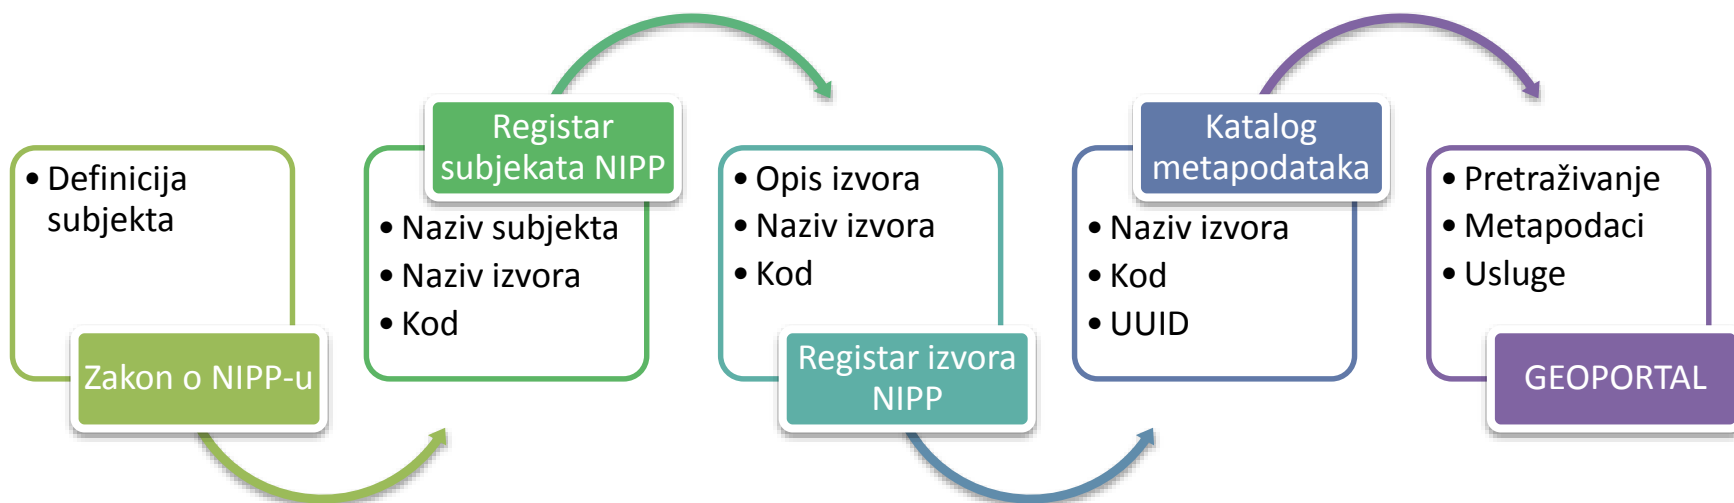 • Definicija
subjekta
Zakon o NIPP-u
Registar
subjekata NIPP
• Naziv subjekta
• Naziv izvora
• Kod
• Opis izvora
• Naziv izvora
• Kod
Registar izvora
NIPP
Katalog
metapodataka
• Naziv izvora
• Kod
• UUID
• Pretraživanje
• Metapodaci
• Usluge
GEOPORTAL